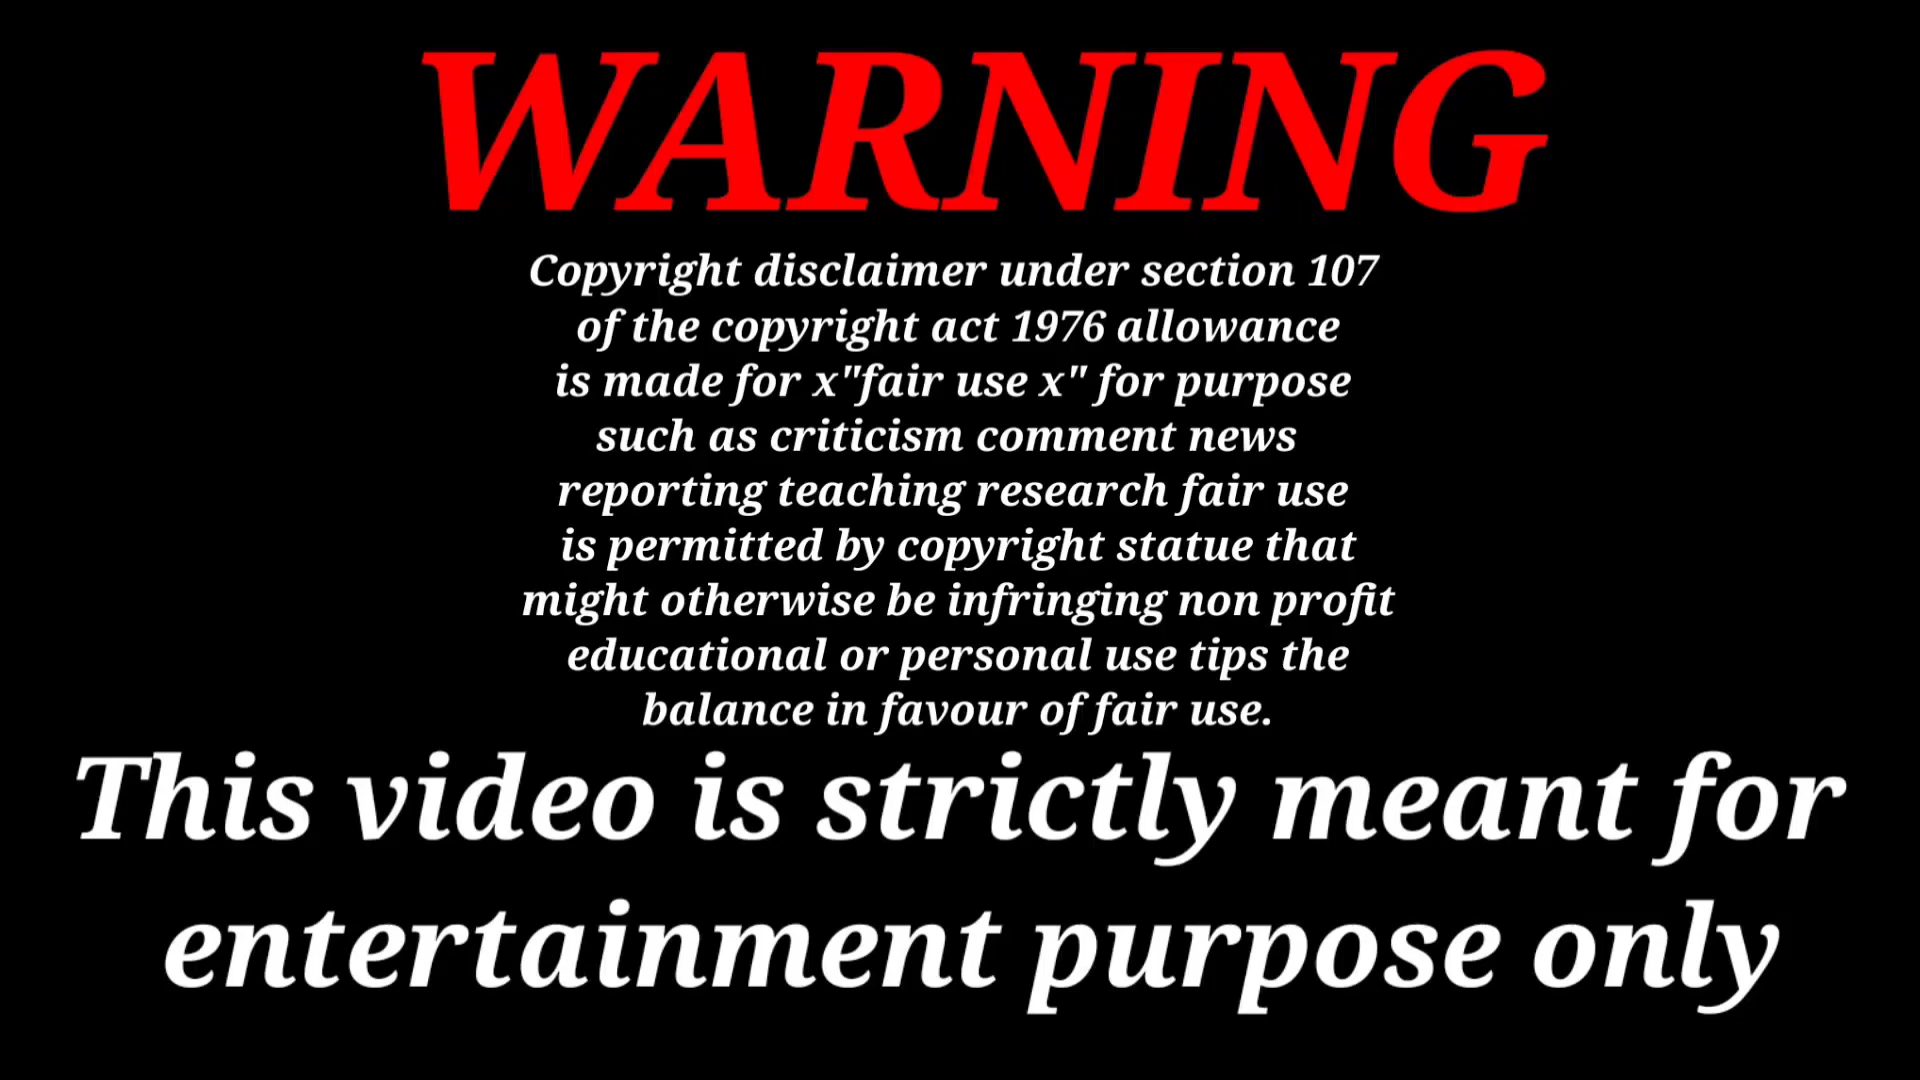 WARNING
Copyright disclaimer under section 107
of the copyright act 1976 allowance
is made for x"fair use x" for purpose
such as criticism comment news
reporting teaching research fair use
is permitted by copyright statue that
might otherwise be infringing non profit
educational or personal use tips the
balance in favour of fair use.
This video is strictly meant for
entertainment purpose only